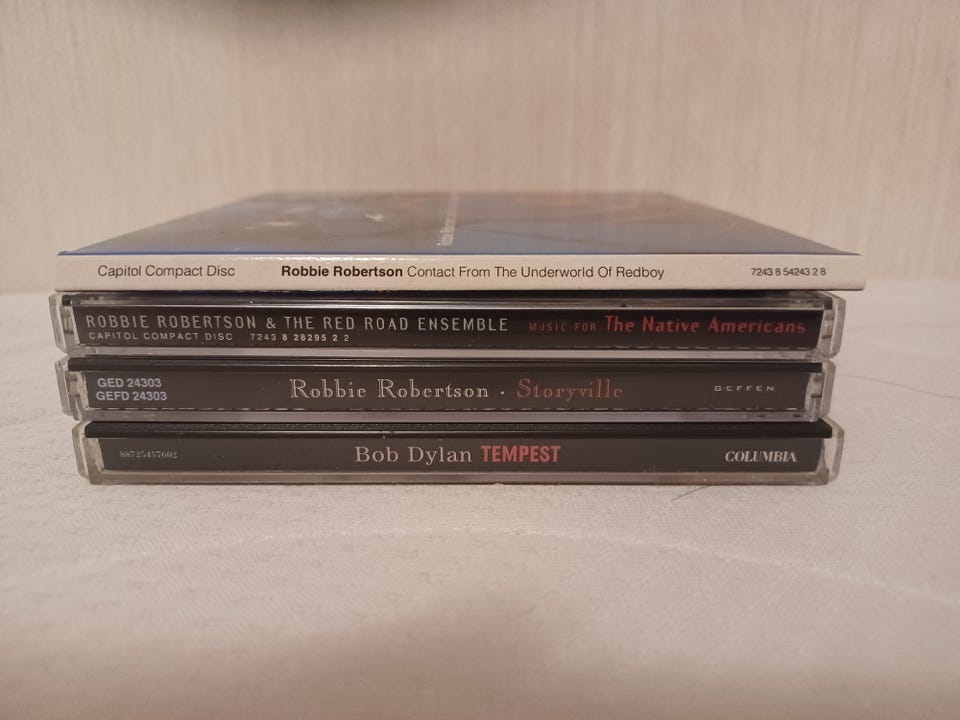 Capitol Compact Disc Robbie Robertson Contact From The Underworld Of Redboy 7243 8 54243 2 8
ROBBIE ROBERTSON & THE RED ROAD ENSEMBLE MUSIC FOR The Native Americans
CAPITOL COMPACT DISC 7243 8 28295 2 2
GED 24303
GEFD 24303
Robbie Robertson · Storyville GEFFEN
88725457602 Bob Dylan TEMPEST COLUMBIA